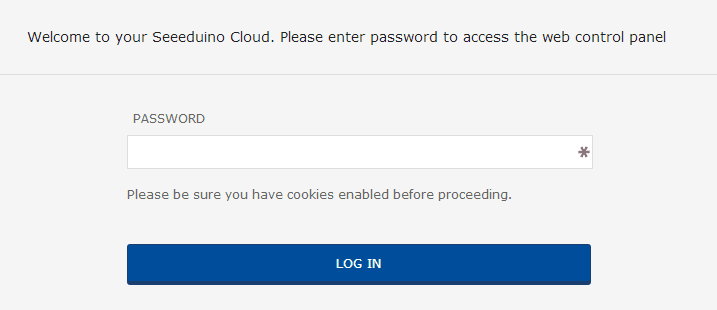 Welcome to your Seeeduino Cloud. Please enter password to access the web control panel
PASSWORD
*
Please be sure you have cookies enabled before proceeding.
LOG IN